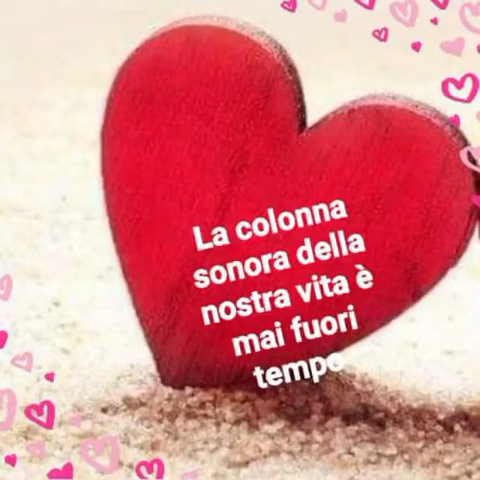 La colonna
sonora della
nostra vita è
mai fuori
tempo